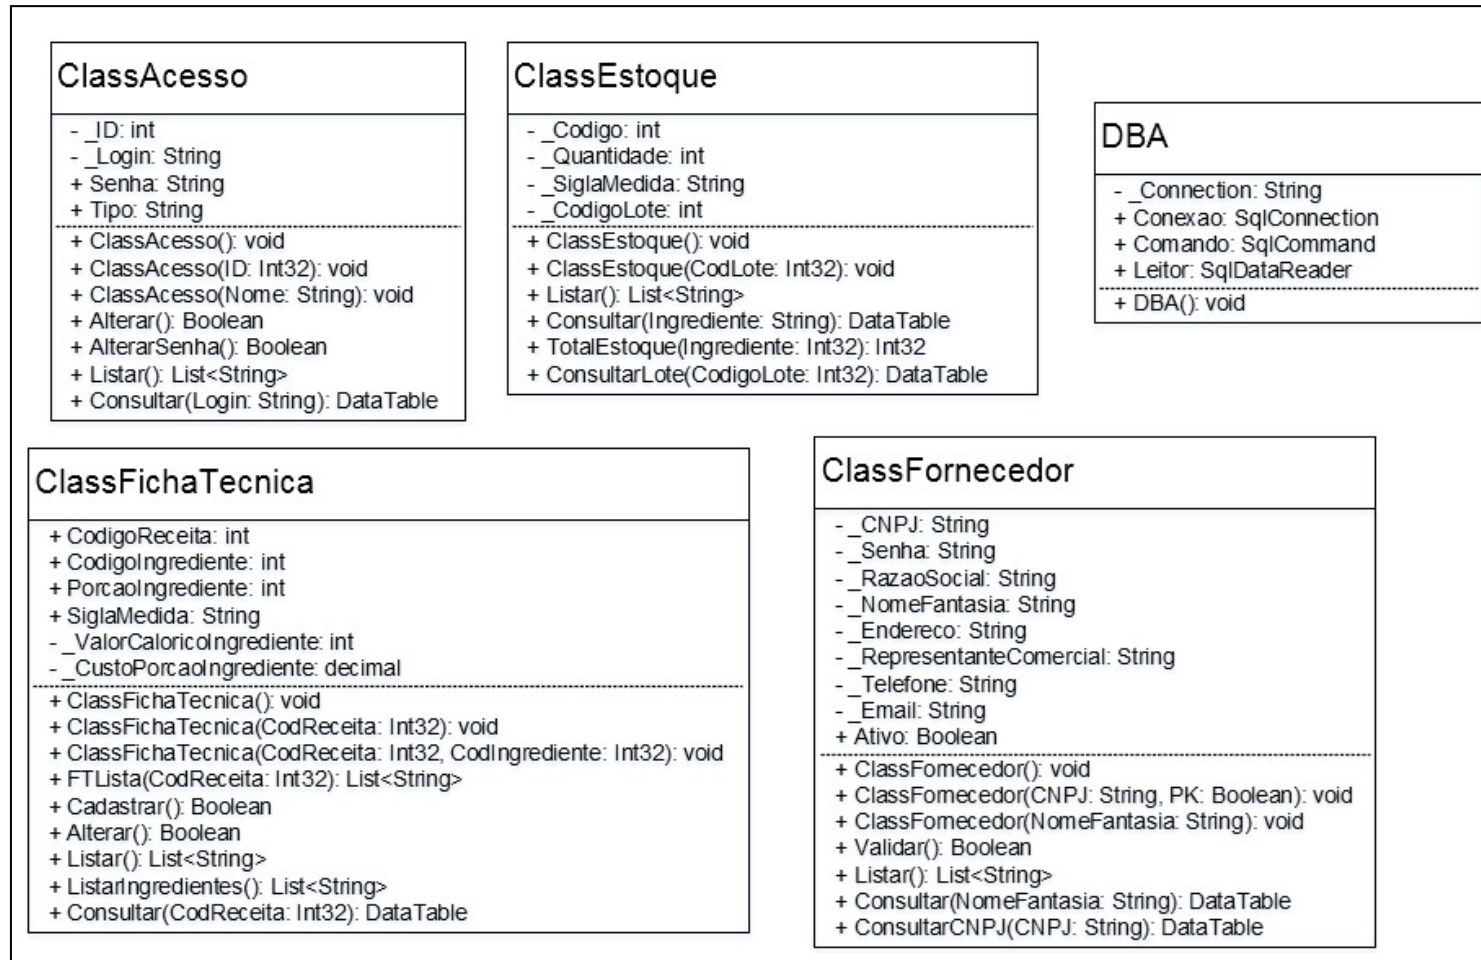 ClassAcesso
- _ID: int
- _Login: String
+ Senha: String
+ Tipo: String
+ ClassAcesso(): void
+ ClassAcesso(ID: Int32): void
+ ClassAcesso(Nome: String): void
+ Alterar(): Boolean
+ AlterarSenha(): Boolean
+ Listar(): List<String>
+ Consultar(Login: String): DataTable
ClassEstoque
- _Codigo: int
- _Quantidade: int
- _SiglaMedida: String
- _CodigoLote: int
+ ClassEstoque(): void
+ ClassEstoque(CodLote: Int32): void
+ Listar(): List<String>
+ Consultar(Ingrediente: String): DataTable
+ TotalEstoque(Ingrediente: Int32): Int32
+ ConsultarLote(CodigoLote: Int32): DataTable
DBA
- _Connection: String
+ Conexao: SqlConnection
+ Comando: SqlCommand
+ Leitor: SqlDataReader
+ DBA(): void
ClassFichaTecnica
+ CodigoReceita: int
+ CodigoIngrediente: int
+ PorcaoIngrediente: int
+ SiglaMedida: String
- _ValorCaloricoIngrediente: int
- _CustoPorcaoIngrediente: decimal
+ ClassFichaTecnica(): void
+ ClassFichaTecnica(CodReceita: Int32): void
+ ClassFichaTecnica(CodReceita: Int32, CodIngrediente: Int32): void
+ FTLista(CodReceita: Int32): List<String>
+ Cadastrar(): Boolean
+ Alterar(): Boolean
+ Listar(): List<String>
+ ListarIngredientes(): List<String>
+ Consultar(CodReceita: Int32): DataTable
ClassFornecedor
- _CNPJ: String
- _Senha: String
- _RazaoSocial: String
- _NomeFantasia: String
- _Endereco: String
- _RepresentanteComercial: String
- _Telefone: String
- _Email: String
+ Ativo: Boolean
+ ClassFornecedor(): void
+ ClassFornecedor(CNPJ: String, PK: Boolean): void
+ ClassFornecedor(NomeFantasia: String): void
+ Validar(): Boolean
+ Listar(): List<String>
+ Consultar(NomeFantasia: String): DataTable
+ ConsultarCNPJ(CNPJ: String): DataTable